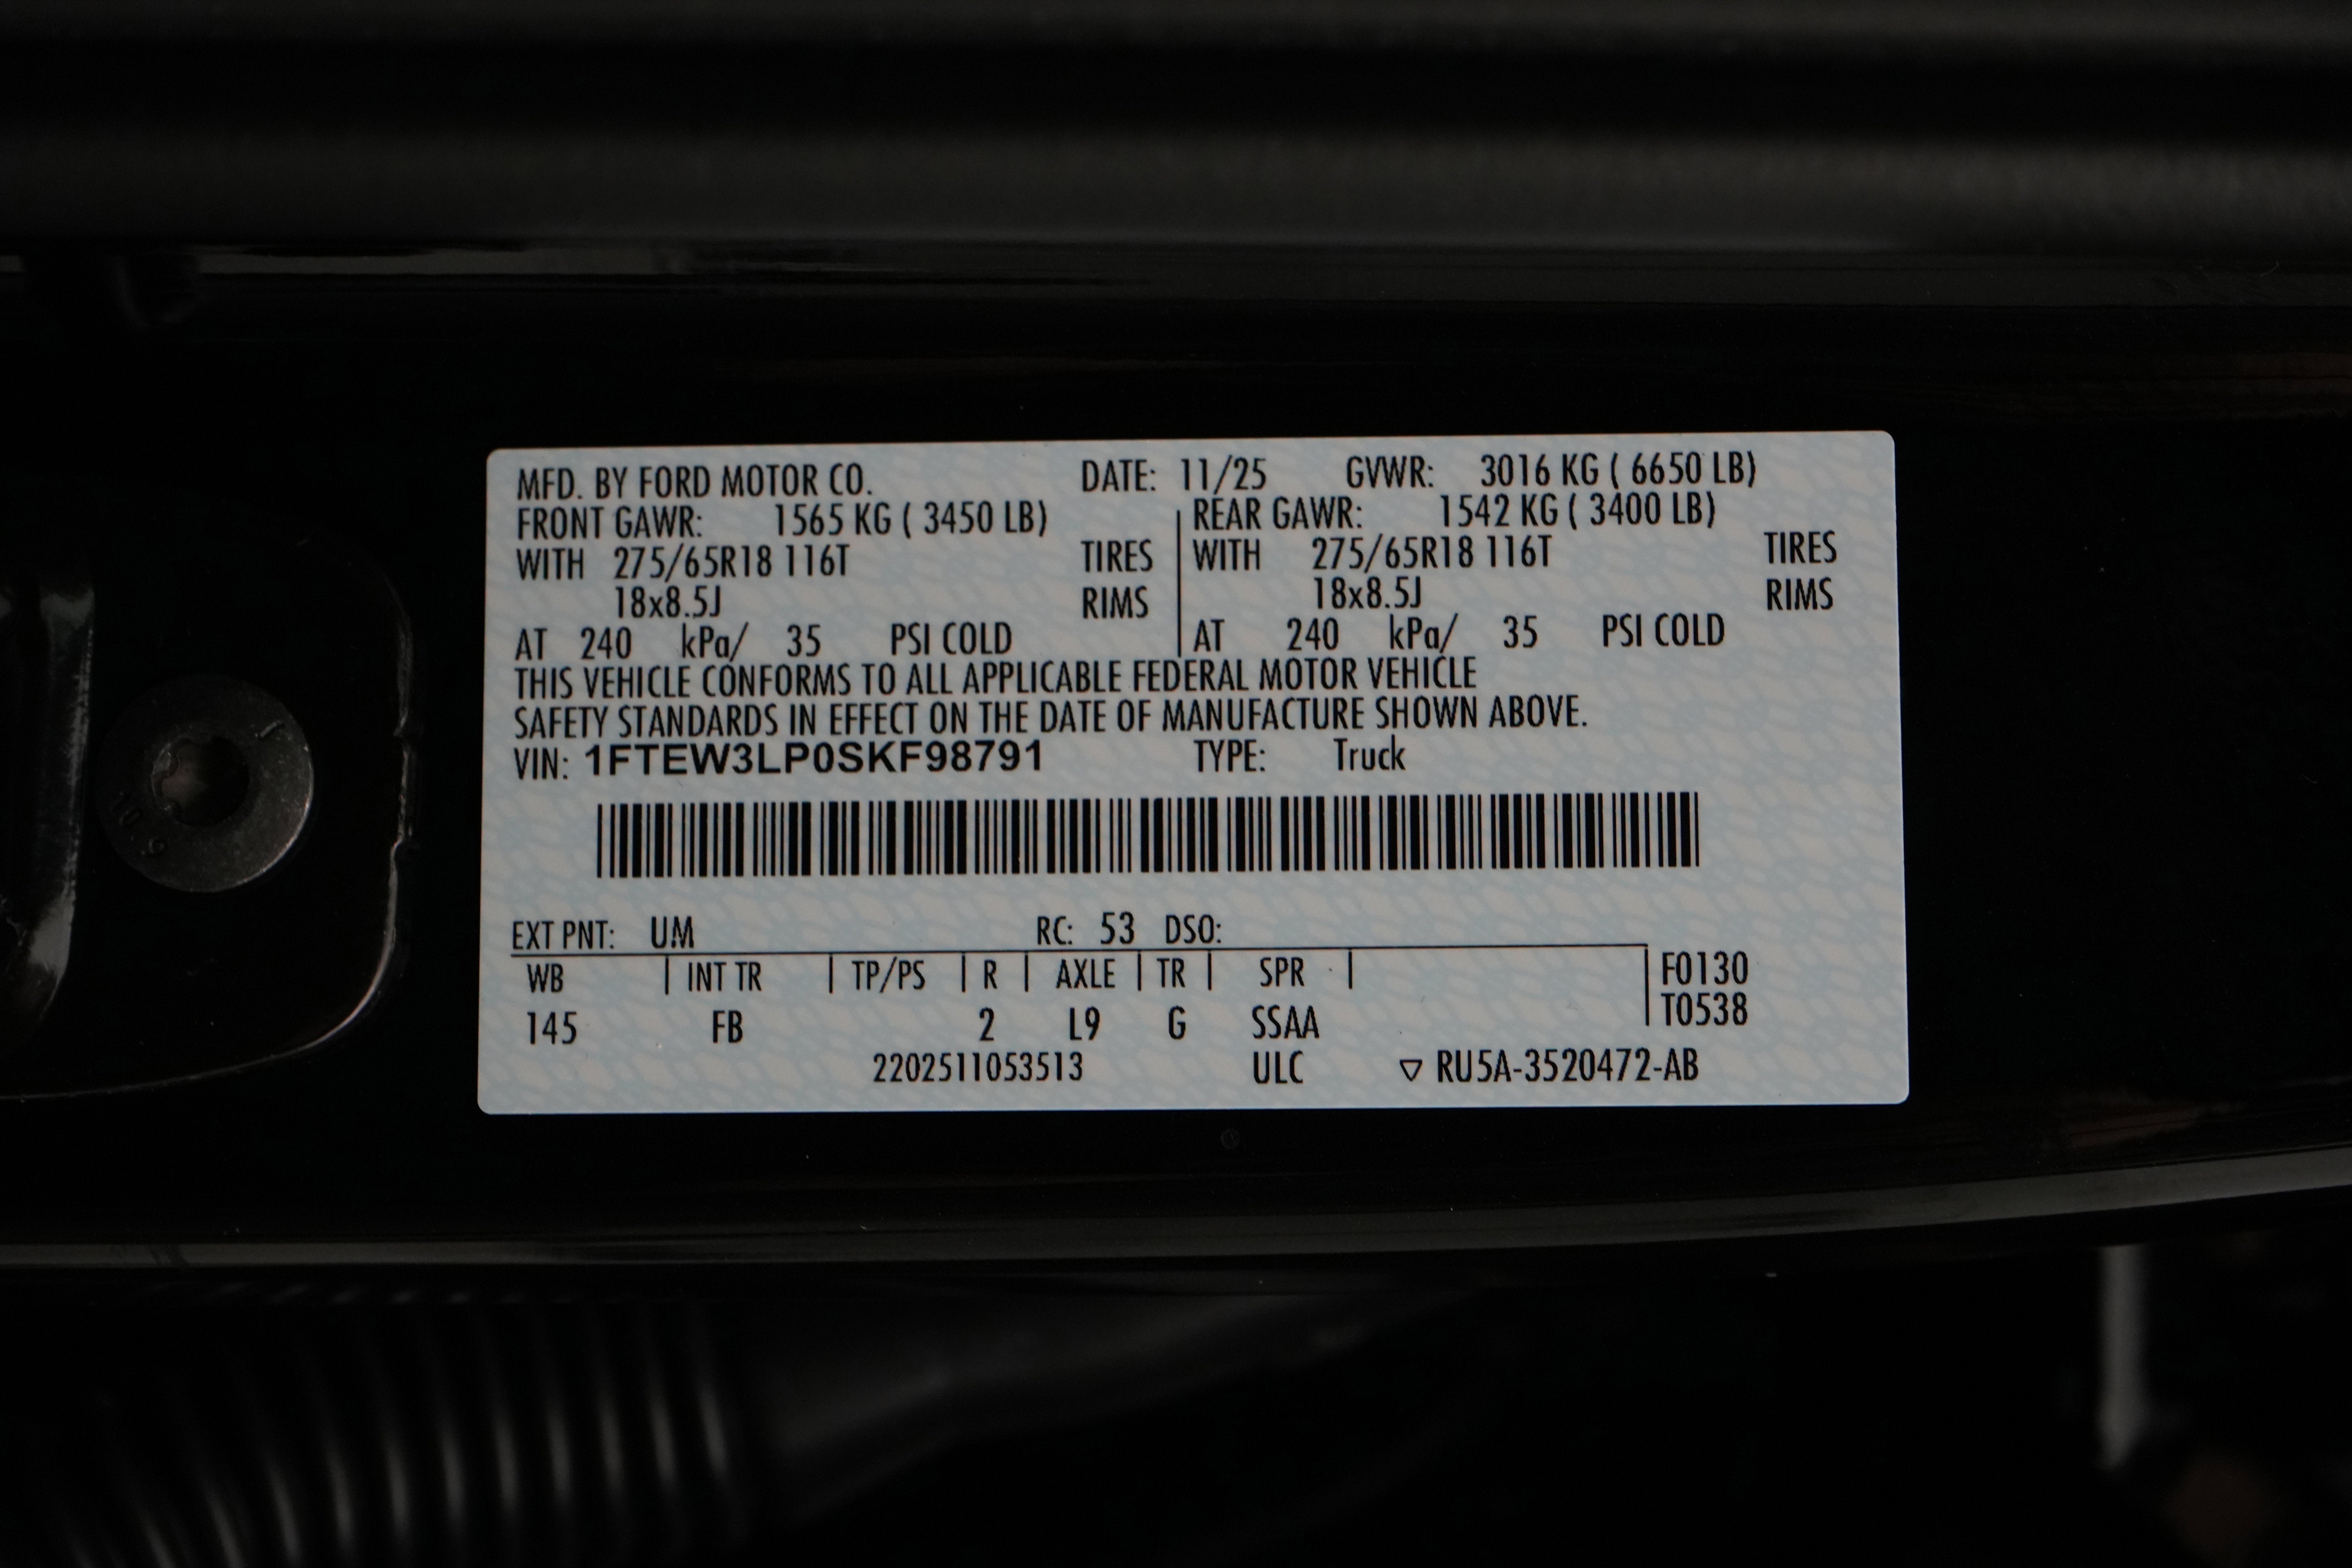 MFD. BY FORD MOTOR CO. DATE: 11/25 GVWR: 3016 KG ( 6650 LB)
FRONT GAWR: 1565 KG ( 3450 LB) REAR GAWR: 1542 KG ( 3400 LB)
WITH 275/65R18 116T TIRES WITH 275/65R18 116T TIRES
18x8.5J RIMS 18x8.5J RIMS
AT 240 kPa/ 35 PSI COLD AT 240 kPa/ 35 PSI COLD
THIS VEHICLE CONFORMS TO ALL APPLICABLE FEDERAL MOTOR VEHICLE
SAFETY STANDARDS IN EFFECT ON THE DATE OF MANUFACTURE SHOWN ABOVE.
VIN: 1FTEW3LP0SKF98791 TYPE: Truck
EXT PNT: UM RC: 53 DSO:
WB | INT TR | TP/PS | R | AXLE | TR | SPR | F0130
T0538
145 FB 2 L9 G SSAA
2202511053513 ULC ▽ RU5A-3520472-AB
10.9